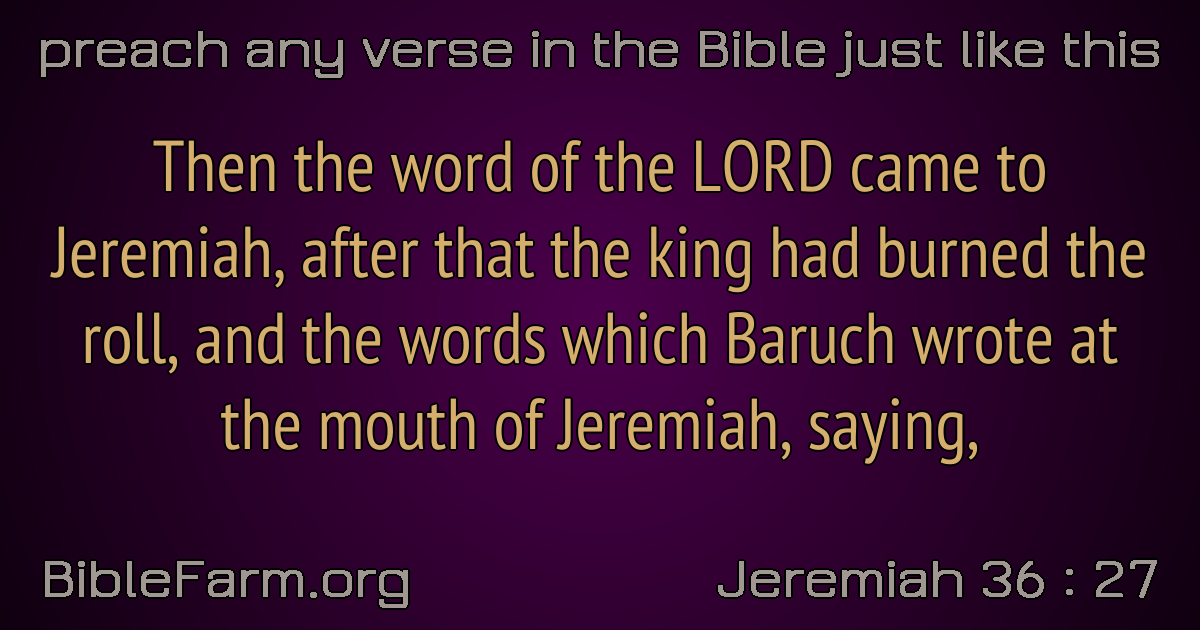 preach any verse in the Bible just like this
Then the word of the LORD came to
Jeremiah, after that the king had burned the
roll, and the words which Baruch wrote at
the mouth of Jeremiah, saying,
BibleFarm.org
Jeremiah 36 : 27